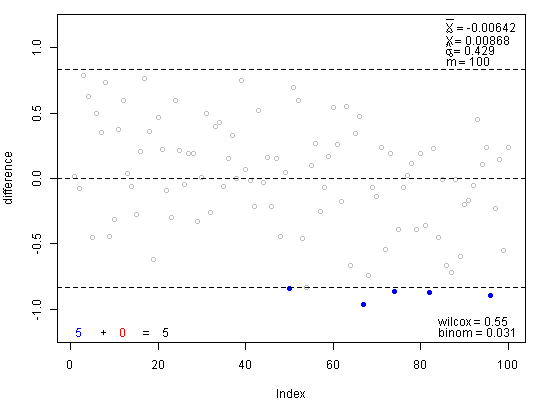 X = -0.00642
X = 0.00868
σ = 0.429
m = 100
1.0
0.5
0.0
-0.5
-1.0
difference
5 + 0 = 5
wilcox = 0.55
binom = 0.031
0 20 40 60 80 100
Index